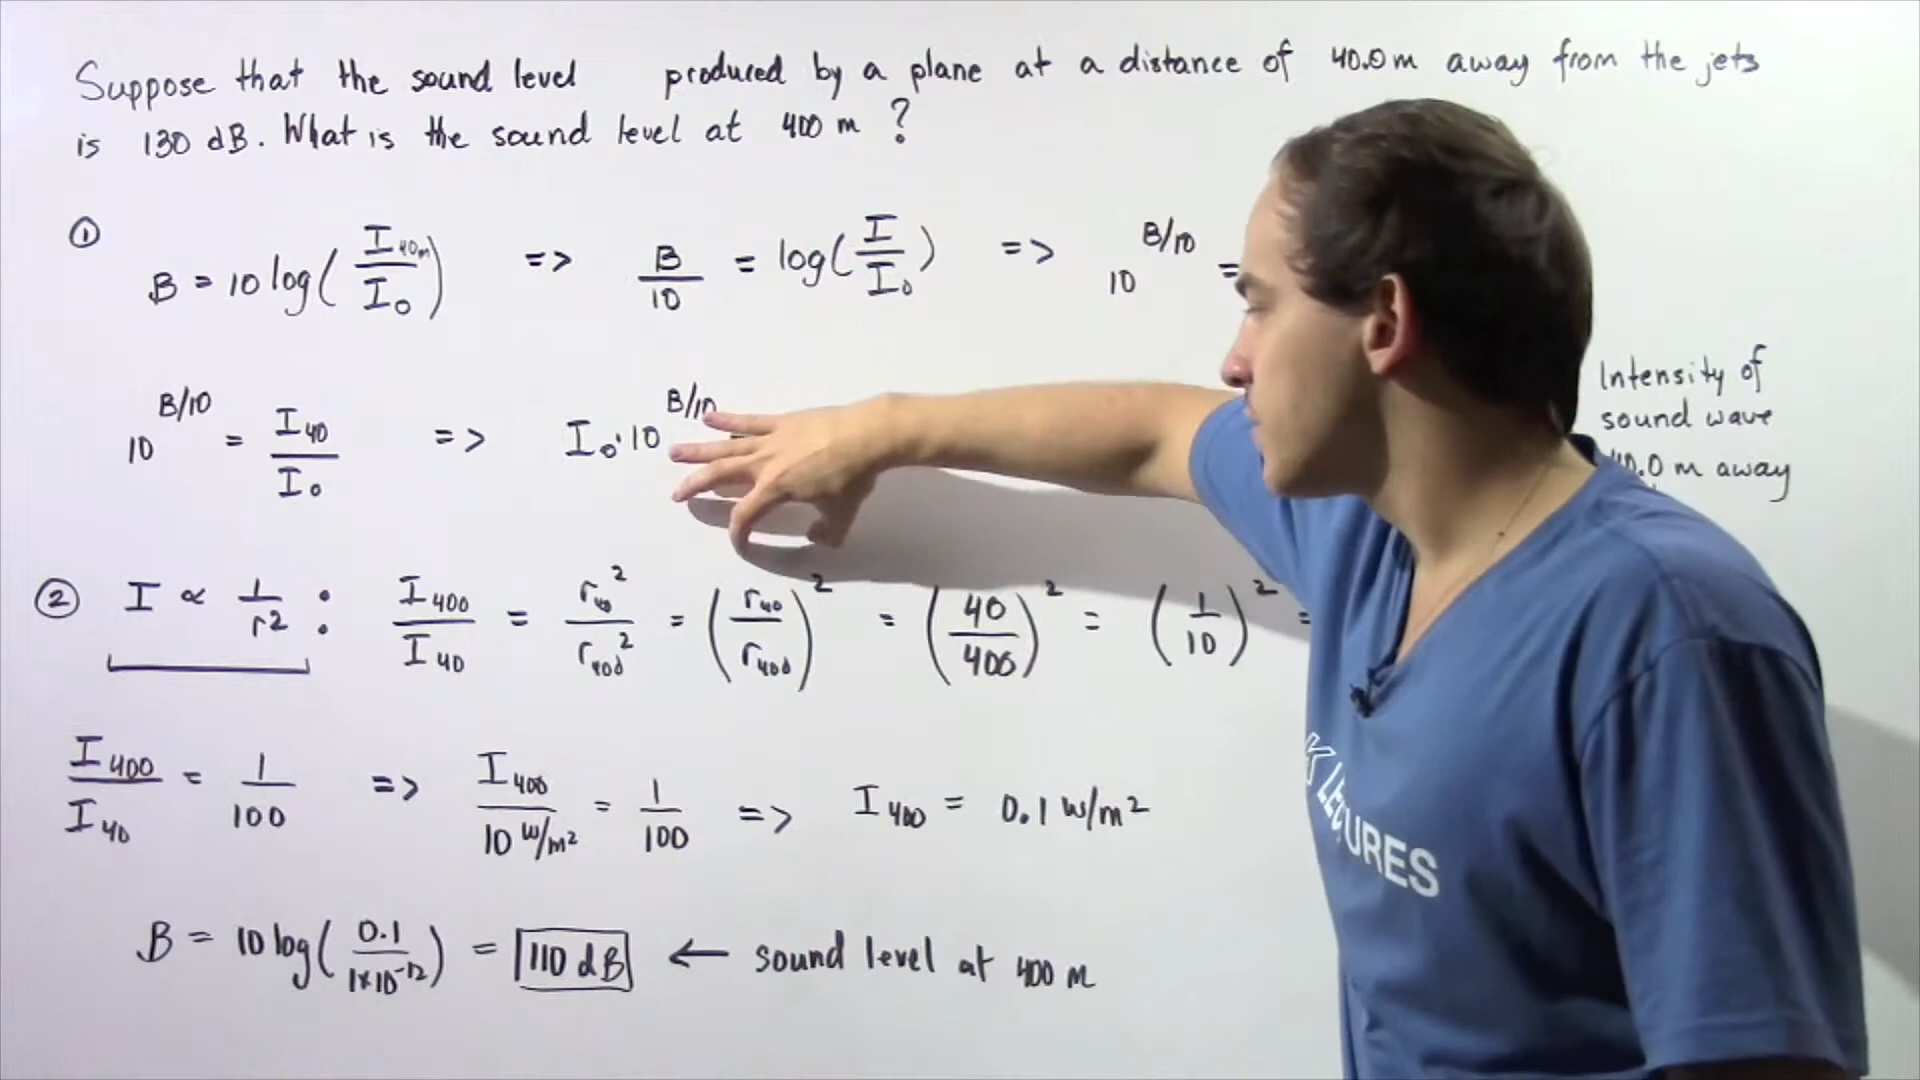 Suppose that the sound level produced by a plane at a distance of 40.0 m away from the jets
is 130 dB. What is the sound level at 400 m ?
① B = 10 log( I₄₀ₘ / I₀ ) => B/10 = log( I / I₀ ) => 10^(B/10) =
10^(B/10) = I₄₀ / I₀ => I₀·10^(B/10)
Intensity of
sound wave
40.0 m away
② I ∝ 1/r² : I₄₀₀ / I₄₀ = r₄₀² / r₄₀₀² = ( r₄₀ / r₄₀₀ )² = ( 40 / 400 )² = ( 1/10 )² =
I₄₀₀ / I₄₀ = 1/100 => I₄₀₀ / 10 W/m² = 1/100 => I₄₀₀ = 0.1 W/m²
B = 10 log( 0.1 / 1×10⁻¹² ) = 110 dB ← sound level at 400 m
K LECTURES